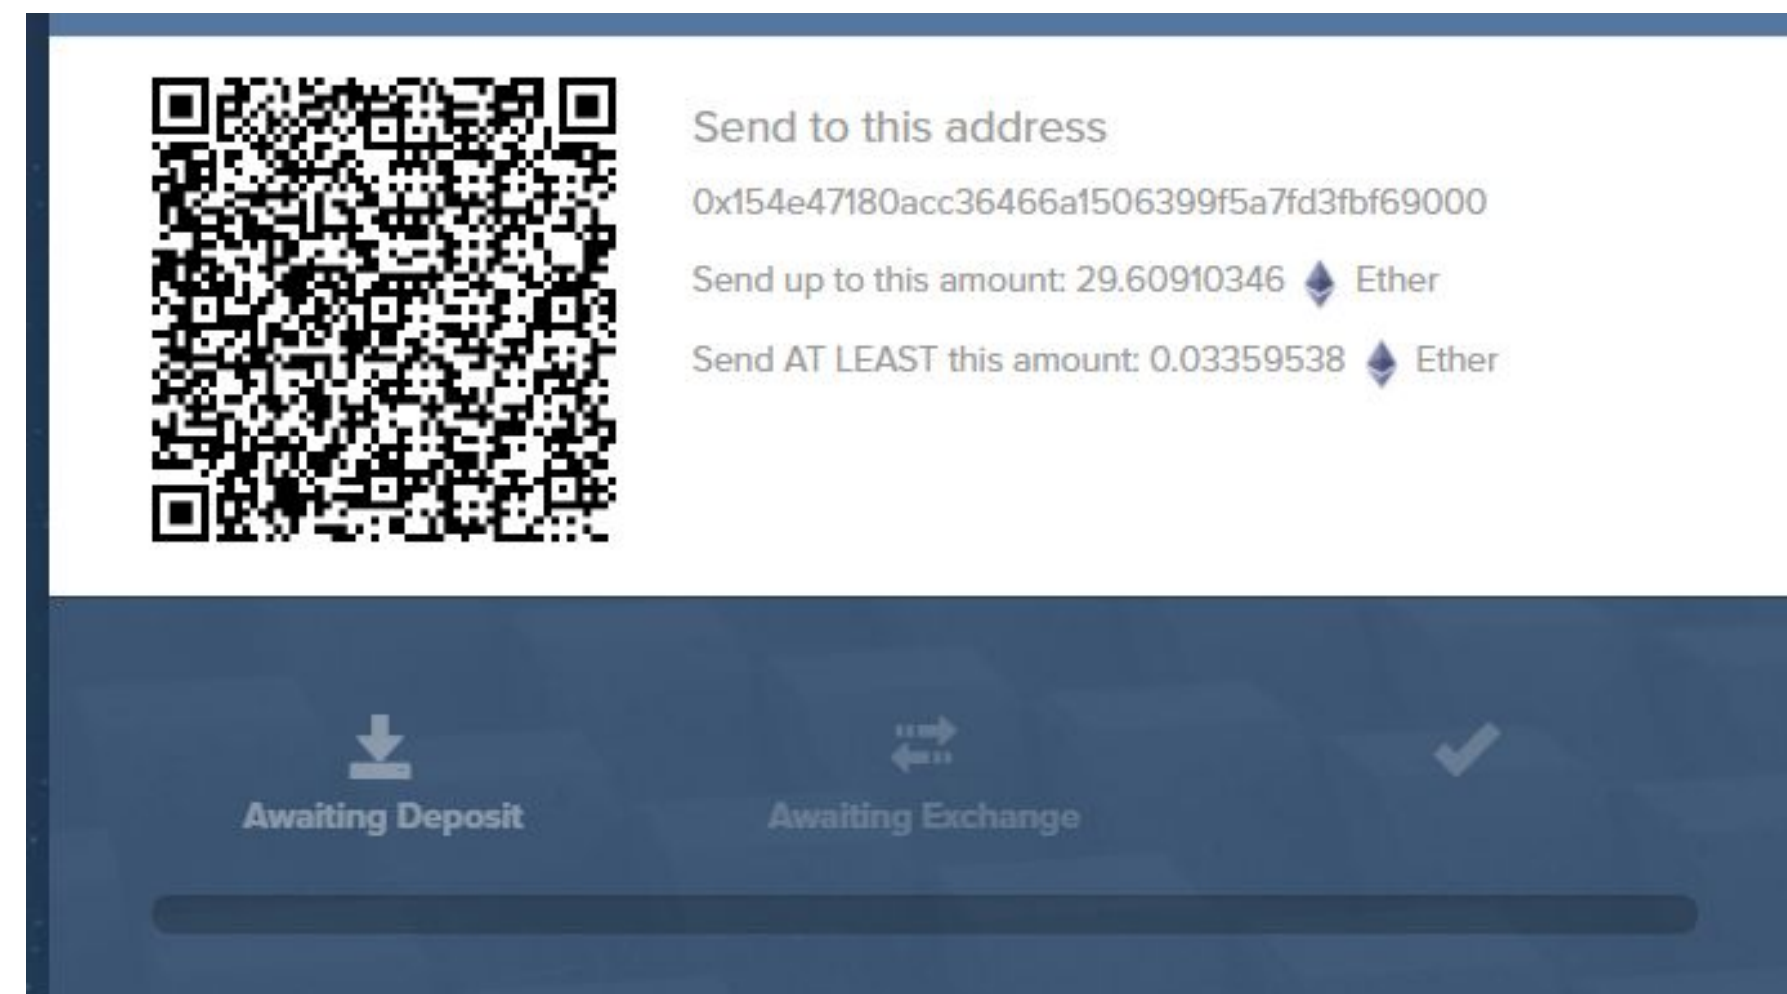 Send to this address
0x154e47180acc36466a1506399f5a7fd3fbf69000
Send up to this amount: 29.60910346 Ether
Send AT LEAST this amount: 0.03359538 Ether
Awaiting Deposit
Awaiting Exchange